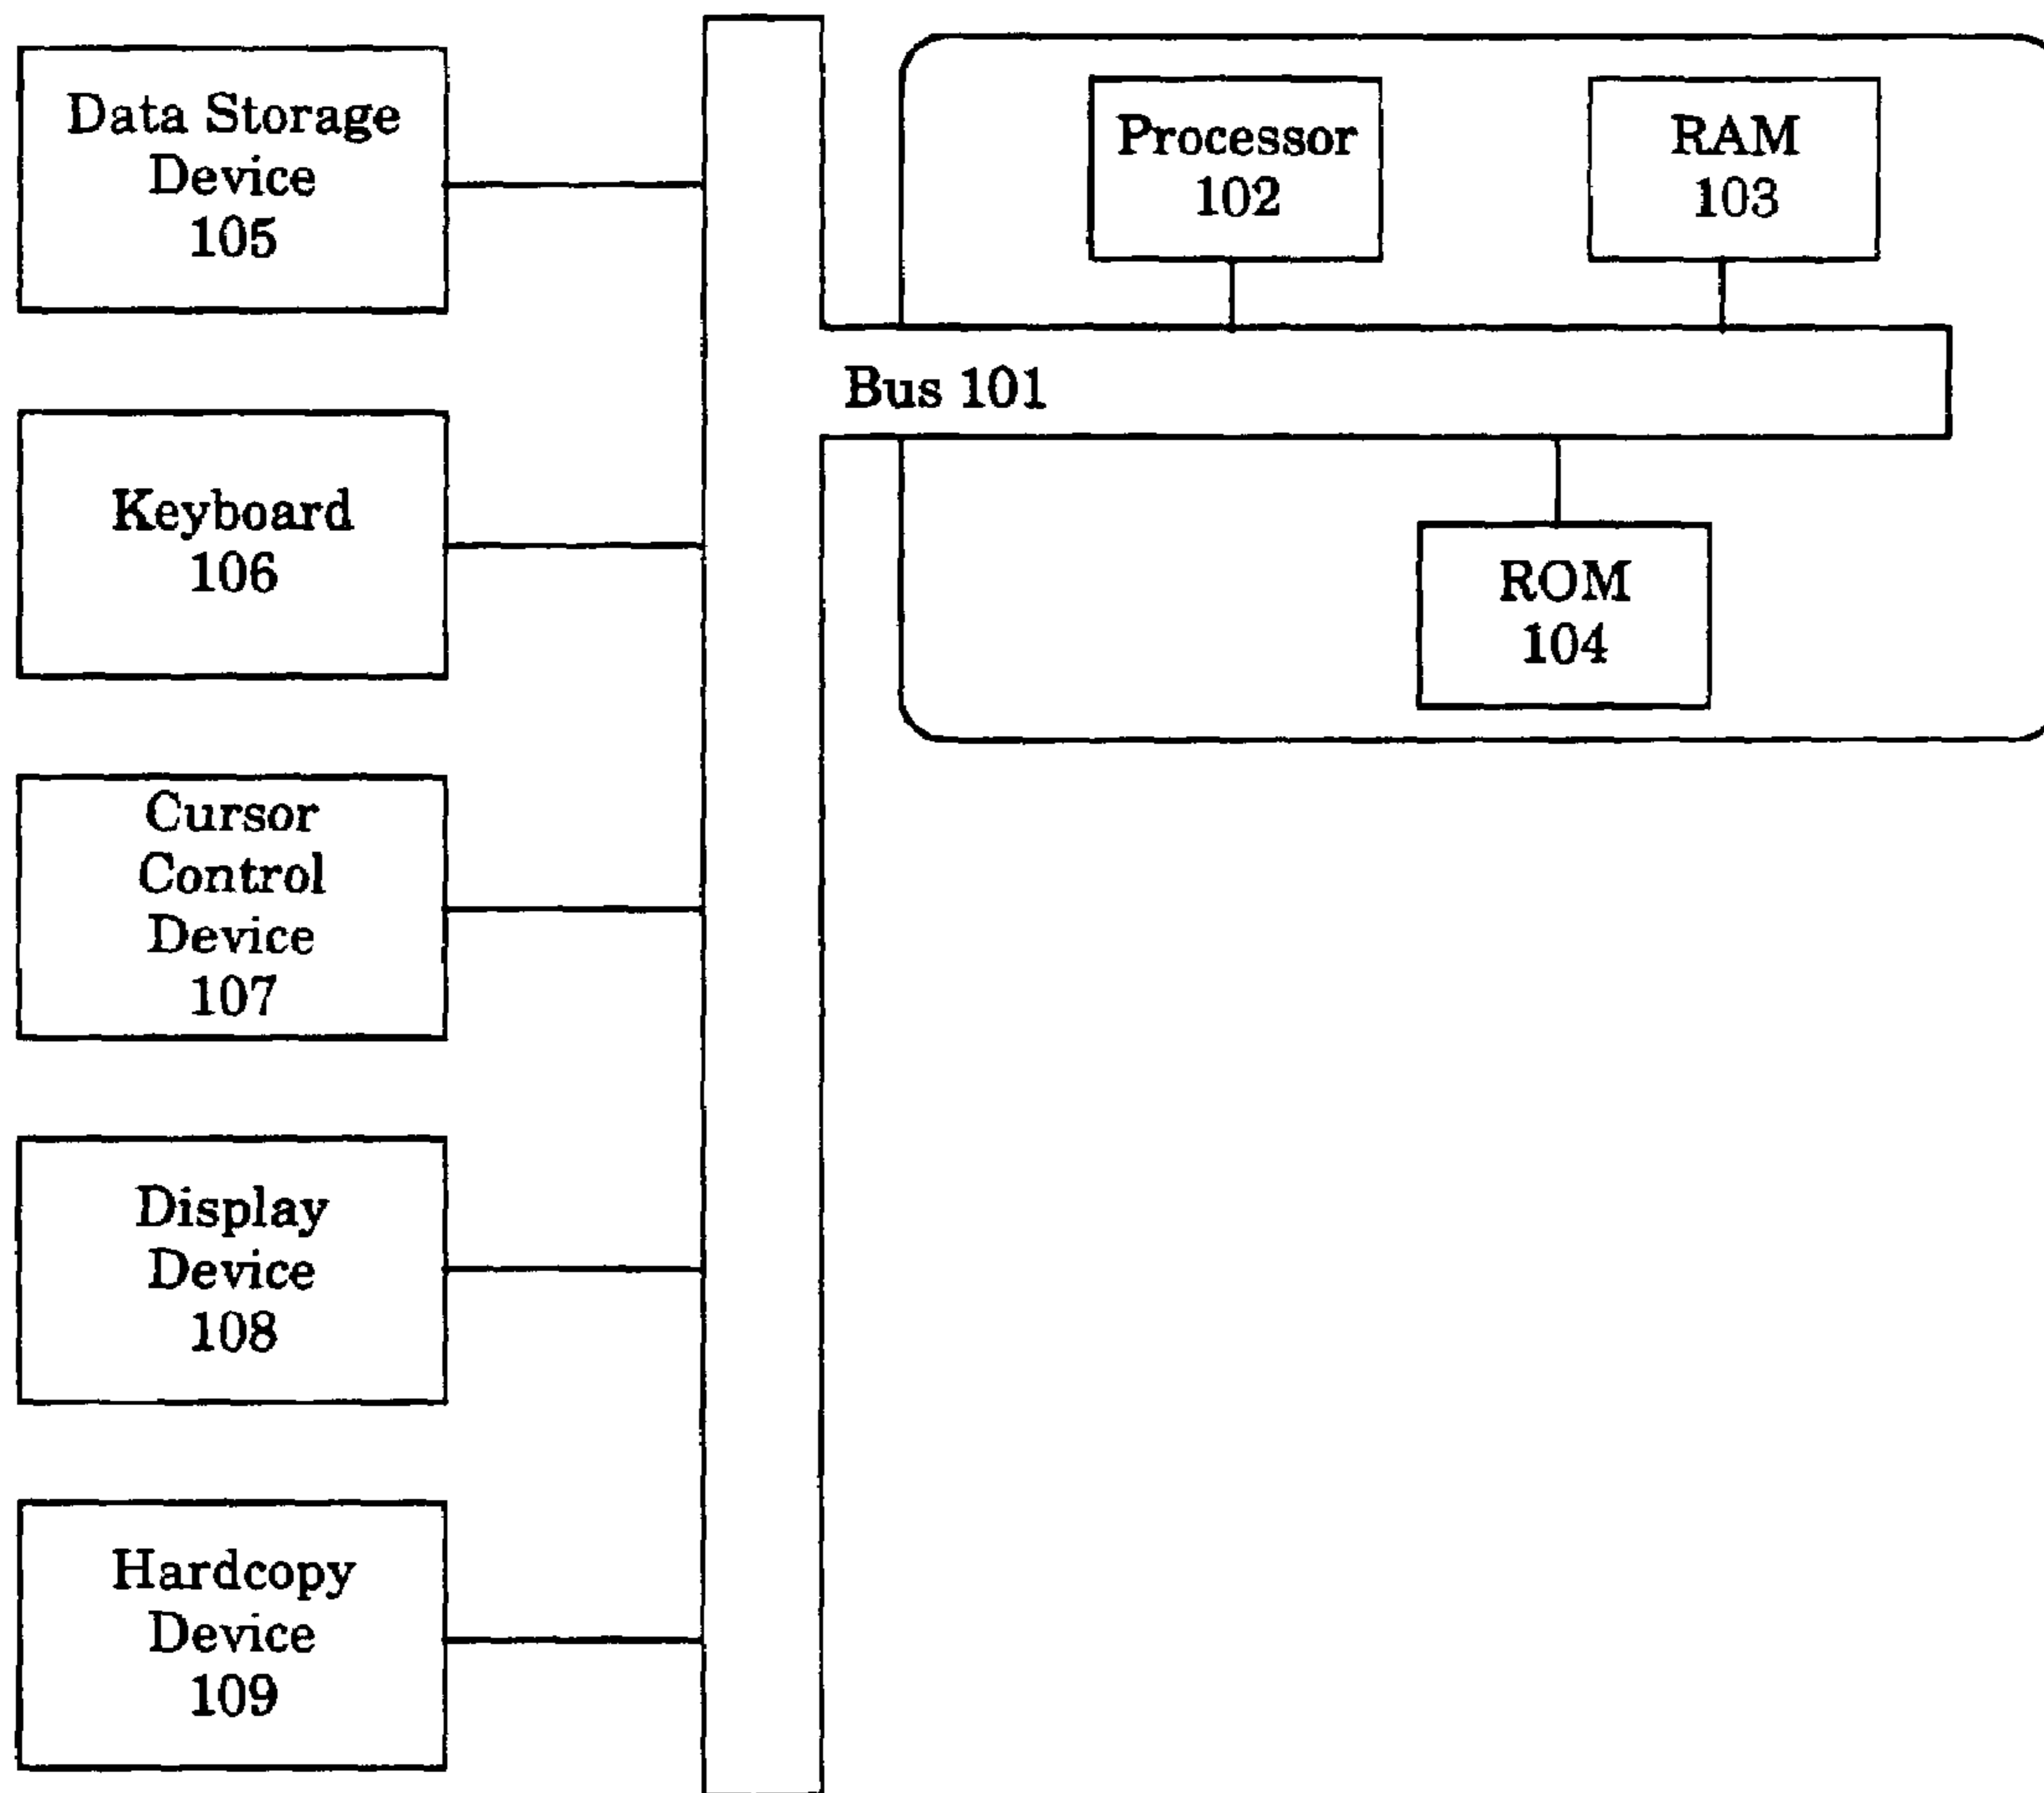 Data Storage
Device
105
Processor
102
RAM
103
Bus 101
Keyboard
106
ROM
104
Cursor
Control
Device
107
Display
Device
108
Hardcopy
Device
109